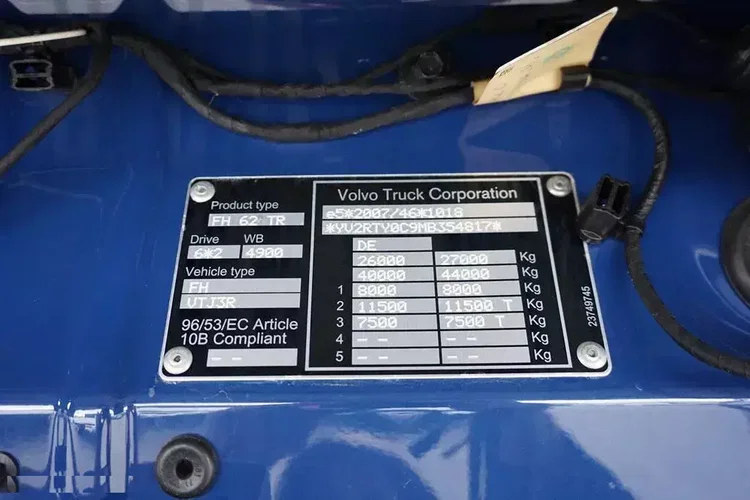 Product type
FH 62 TR
Drive WB
6*2 4900
Vehicle type
FH
VTJ3R
96/53/EC Article
10B Compliant
-- --
Volvo Truck Corporation
e5*2007/46*1018
*YV2RTY0C9MB354817*
DE
26000 27000 Kg
40000 44000 Kg
1 8000 8000 Kg
2 11500 11500 T Kg
3 7500 7500 T Kg
4 -- -- -- -- Kg
5 -- -- -- -- Kg
23749745